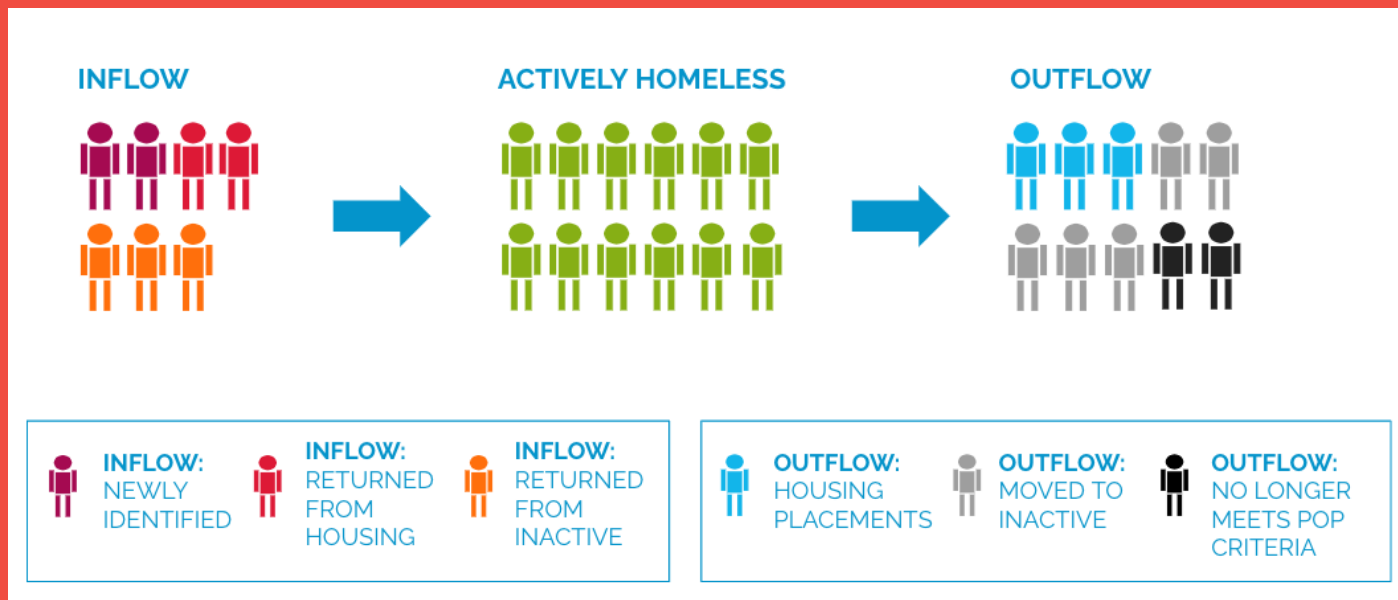 INFLOW
ACTIVELY HOMELESS
OUTFLOW
INFLOW:
NEWLY
IDENTIFIED
INFLOW:
RETURNED
FROM
HOUSING
INFLOW:
RETURNED
FROM
INACTIVE
OUTFLOW:
HOUSING
PLACEMENTS
OUTFLOW:
MOVED TO
INACTIVE
OUTFLOW:
NO LONGER
MEETS POP
CRITERIA